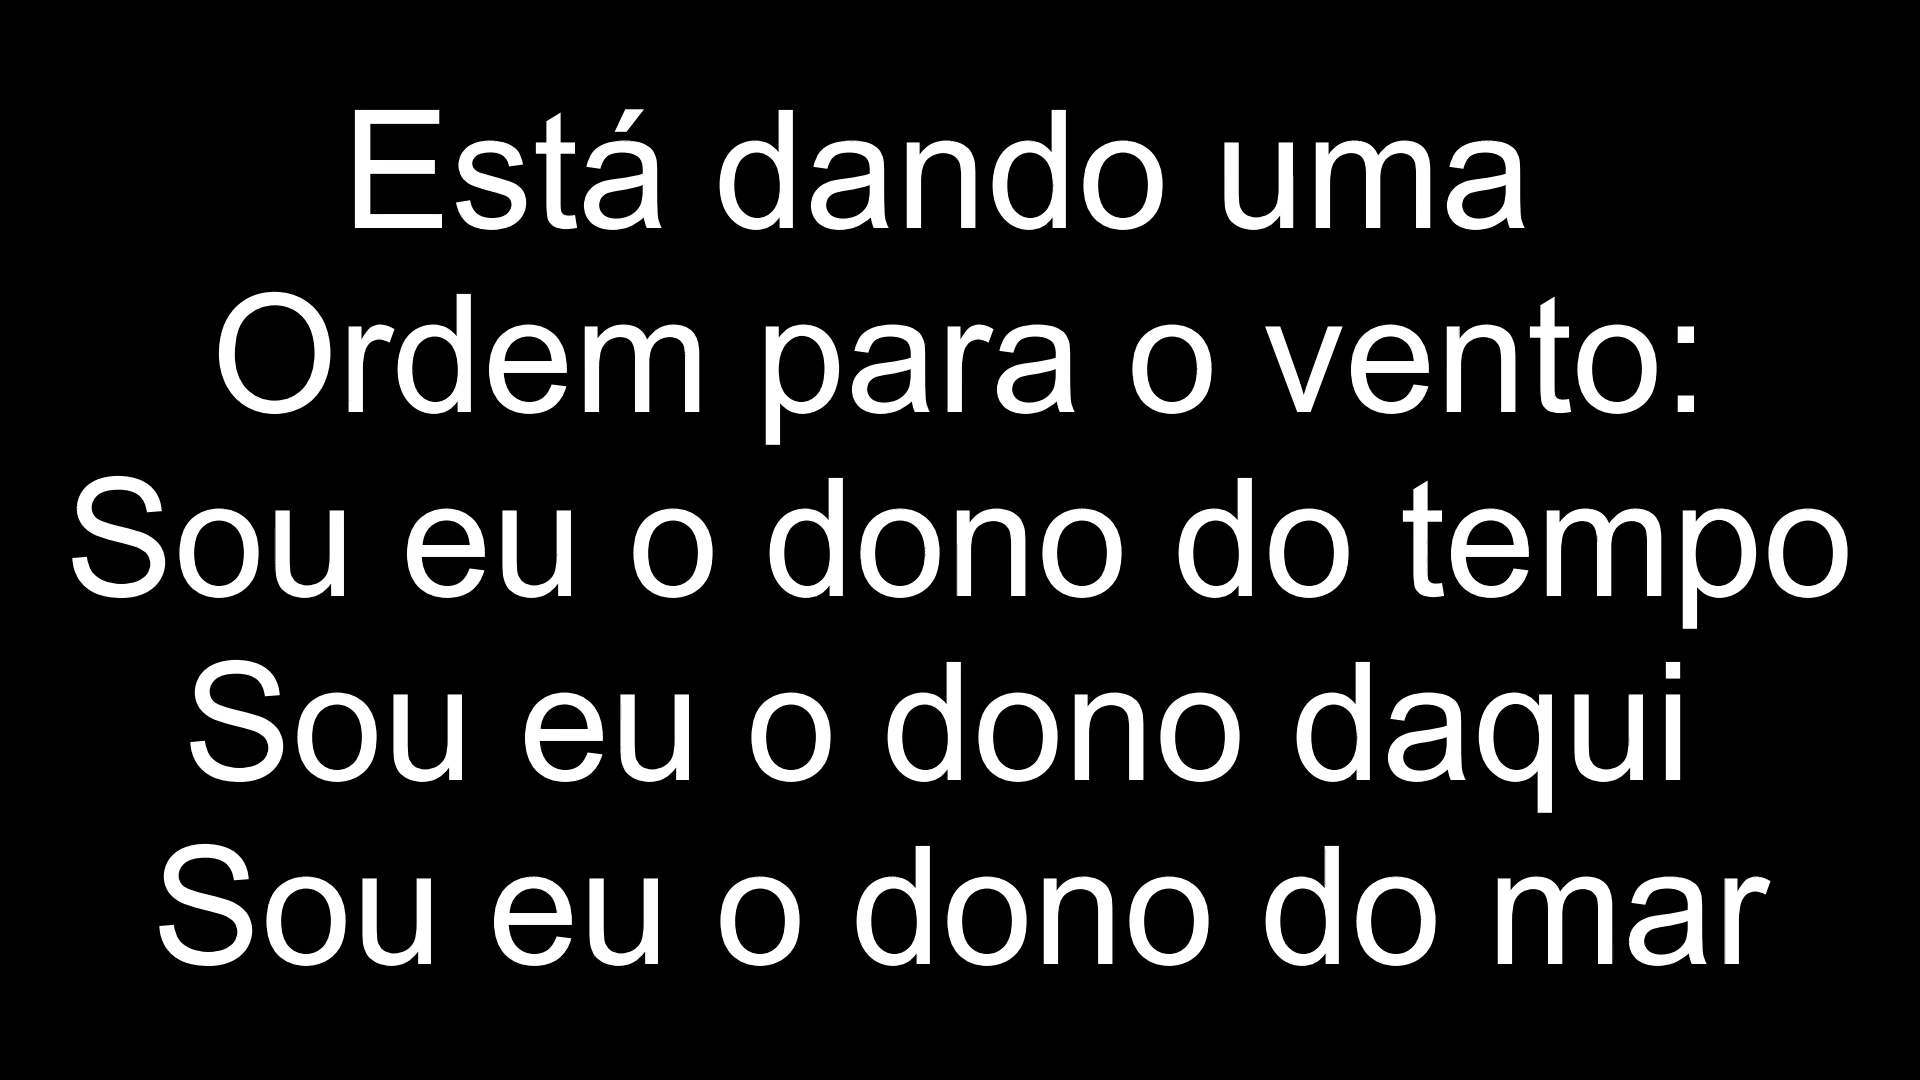 Está dando uma
Ordem para o vento:
Sou eu o dono do tempo
Sou eu o dono daqui
Sou eu o dono do mar